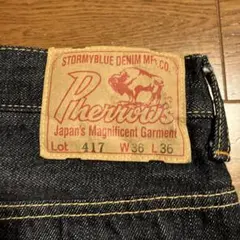 STORMYBLUE DENIM MFG.CO.
Pherrow's
Japan's Magnificent Garment
Lot 417 W36 L36